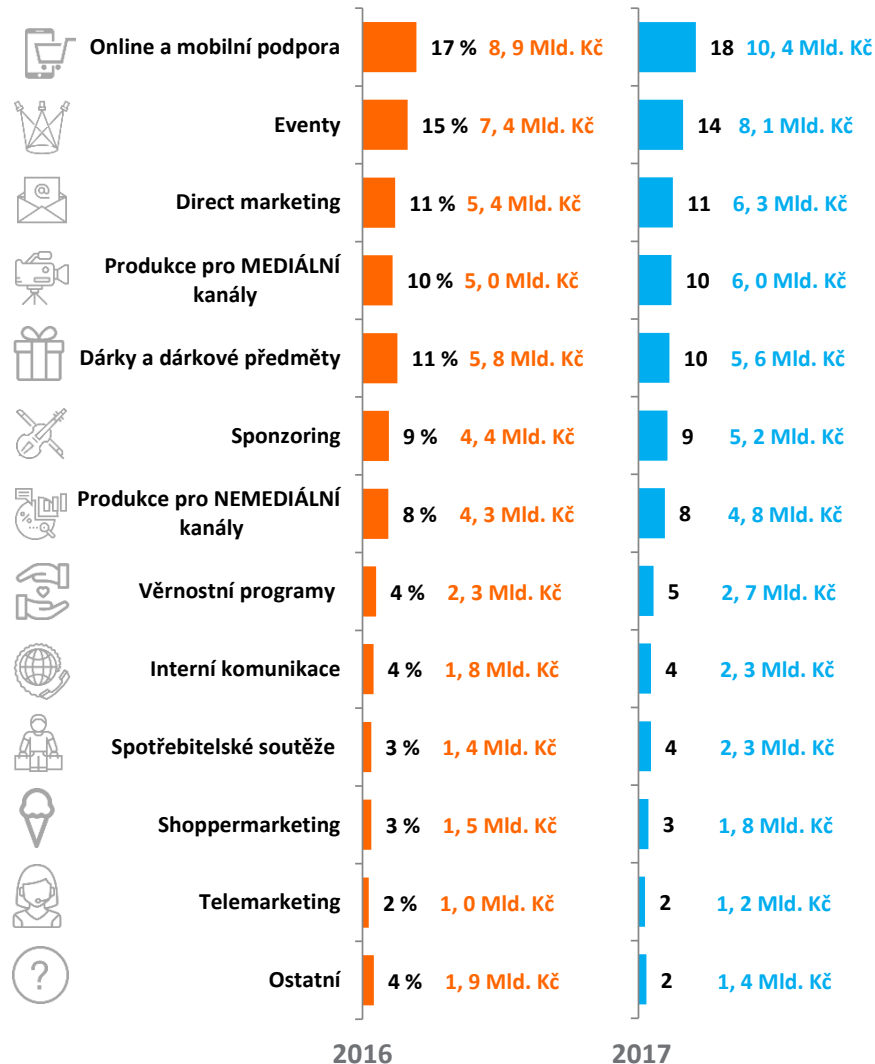 Online a mobilní podpora 17 % 8, 9 Mld. Kč 18 10, 4 Mld. Kč
Eventy 15 % 7, 4 Mld. Kč 14 8, 1 Mld. Kč
@
Direct marketing 11 % 5, 4 Mld. Kč 11 6, 3 Mld. Kč
Produkce pro MEDIÁLNÍ
kanály 10 % 5, 0 Mld. Kč 10 6, 0 Mld. Kč
Dárky a dárkové předměty 11 % 5, 8 Mld. Kč 10 5, 6 Mld. Kč
Sponzoring 9 % 4, 4 Mld. Kč 9 5, 2 Mld. Kč
Produkce pro NEMEDIÁLNÍ
%
kanály 8 % 4, 3 Mld. Kč 8 4, 8 Mld. Kč
Věrnostní programy 4 % 2, 3 Mld. Kč 5 2, 7 Mld. Kč
Interní komunikace 4 % 1, 8 Mld. Kč 4 2, 3 Mld. Kč
Spotřebitelské soutěže 3 % 1, 4 Mld. Kč 4 2, 3 Mld. Kč
Shoppermarketing 3 % 1, 5 Mld. Kč 3 1, 8 Mld. Kč
Telemarketing 2 % 1, 0 Mld. Kč 2 1, 2 Mld. Kč
?
Ostatní 4 % 1, 9 Mld. Kč 2 1, 4 Mld. Kč
2016 2017